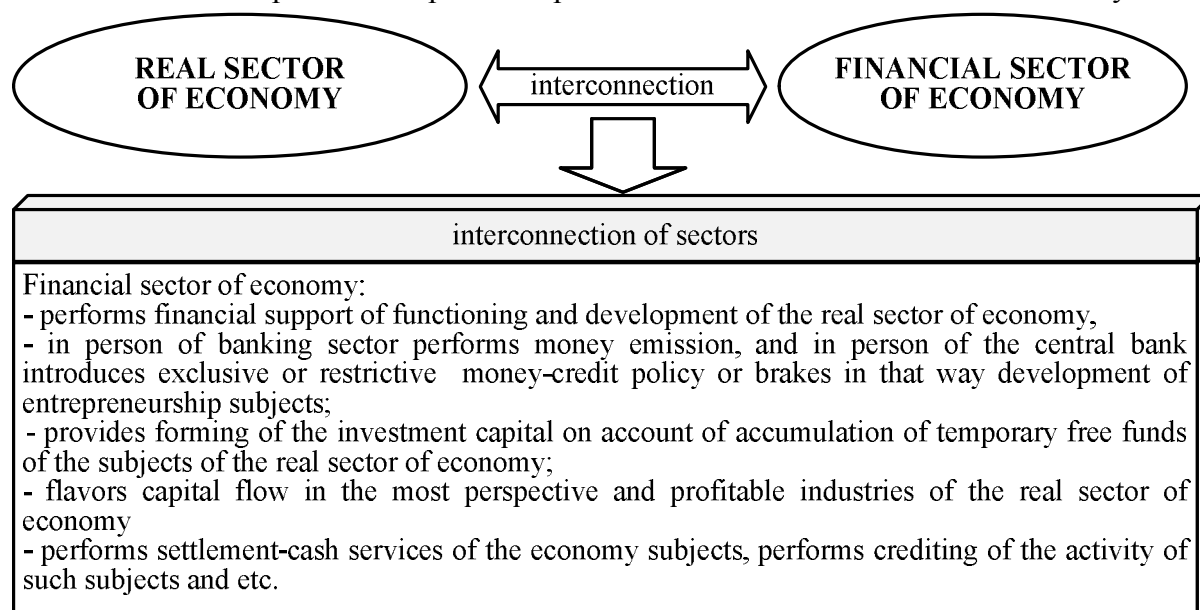 REAL SECTOR
OF ECONOMY
interconnection
FINANCIAL SECTOR
OF ECONOMY
interconnection of sectors
Financial sector of economy:
- performs financial support of functioning and development of the real sector of economy,
- in person of banking sector performs money emission, and in person of the central bank
introduces exclusive or restrictive money-credit policy or brakes in that way development of
entrepreneurship subjects;
- provides forming of the investment capital on account of accumulation of temporary free funds
of the subjects of the real sector of economy;
- flavors capital flow in the most perspective and profitable industries of the real sector of
economy
- performs settlement-cash services of the economy subjects, performs crediting of the activity of
such subjects and etc.